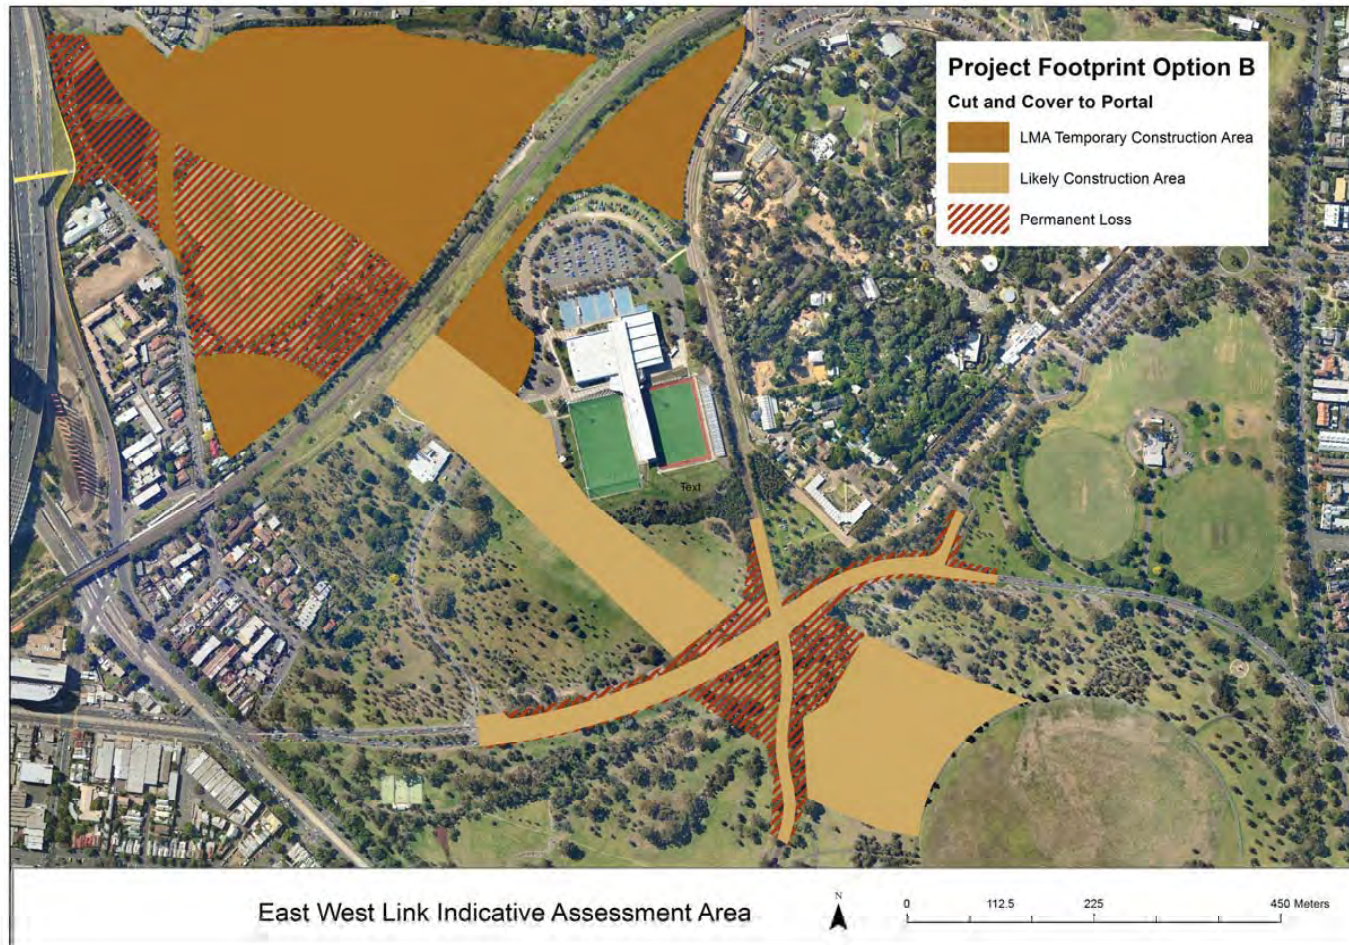 Project Footprint Option B
Cut and Cover to Portal
LMA Temporary Construction Area
Likely Construction Area
Permanent Loss
Text
East West Link Indicative Assessment Area
N
0 112.5 225 450 Meters